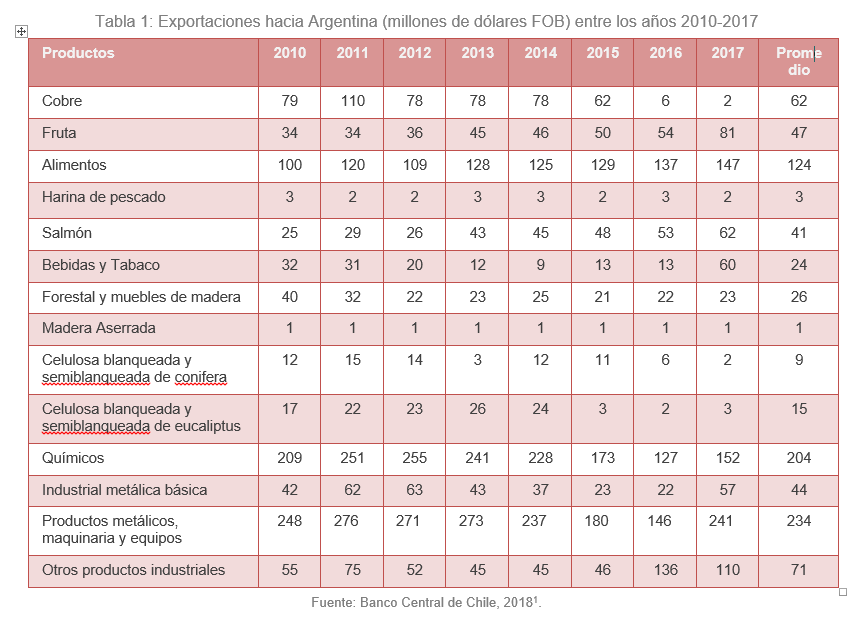 Tabla 1: Exportaciones hacia Argentina (millones de dólares FOB) entre los años 2010-2017
Productos 2010 2011 2012 2013 2014 2015 2016 2017 Prome
dio
Cobre 79 110 78 78 78 62 6 2 62
Fruta 34 34 36 45 46 50 54 81 47
Alimentos 100 120 109 128 125 129 137 147 124
Harina de pescado 3 2 2 3 3 2 3 2 3
Salmón 25 29 26 43 45 48 53 62 41
Bebidas y Tabaco 32 31 20 12 9 13 13 60 24
Forestal y muebles de madera 40 32 22 23 25 21 22 23 26
Madera Aserrada 1 1 1 1 1 1 1 1 1
Celulosa blanqueada y 12 15 14 3 12 11 6 2 9
semiblanqueada de conifera
Celulosa blanqueada y 17 22 23 26 24 3 2 3 15
semiblanqueada de eucaliptus
Químicos 209 251 255 241 228 173 127 152 204
Industrial metálica básica 42 62 63 43 37 23 22 57 44
Productos metálicos, 248 276 271 273 237 180 146 241 234
maquinaria y equipos
Otros productos industriales 55 75 52 45 45 46 136 110 71
Fuente: Banco Central de Chile, 2018¹.